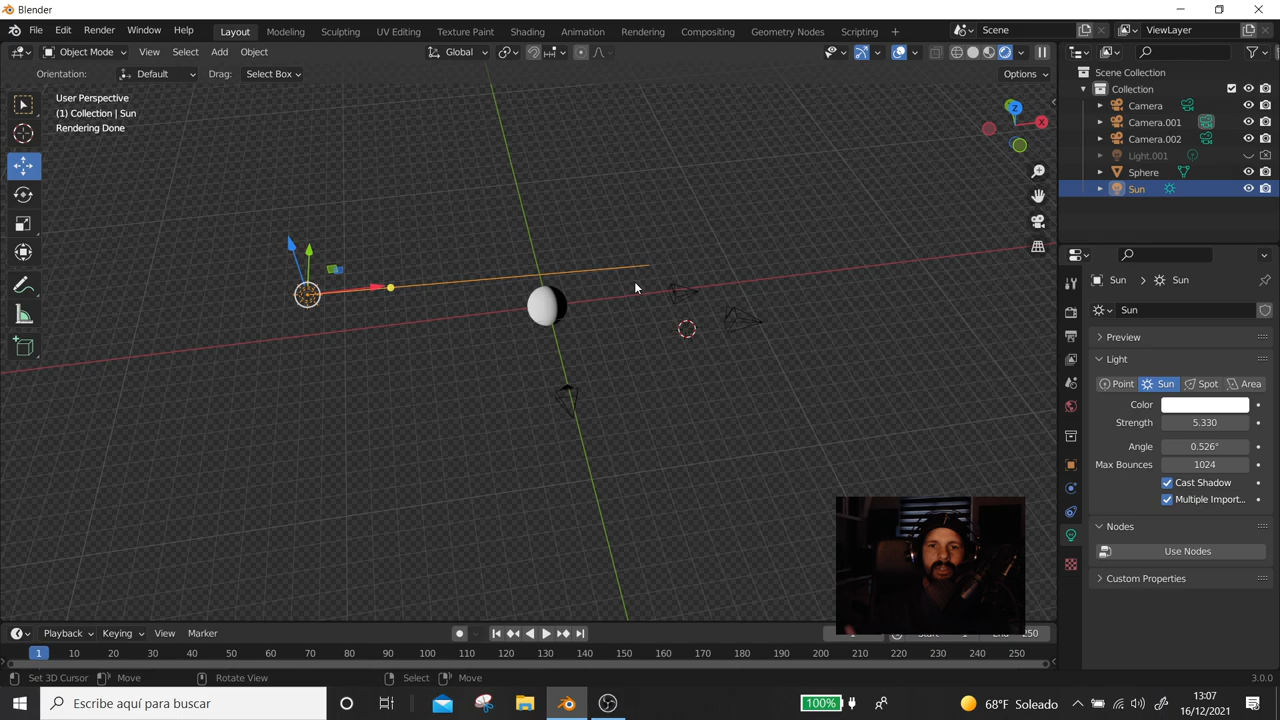 Blender
File Edit Render Window Help
Layout Modeling Sculpting UV Editing Texture Paint Shading Animation Rendering Compositing Geometry Nodes Scripting +
Scene
ViewLayer
Object Mode View Select Add Object
Global
Orientation: Default Drag: Select Box
Options
User Perspective
(1) Collection | Sun
Rendering Done
Z
X
Scene Collection
Collection
Camera
Camera.001
Camera.002
Light.001
Sphere
Sun
Sun > Sun
Sun
Preview
Light
Point Sun Spot Area
Color
Strength 5.330
Angle 0.526°
Max Bounces 1024
Cast Shadow
Multiple Import...
Nodes
Use Nodes
Custom Properties
Playback Keying View Marker
1 Start 1 End 250
1 10 20 30 40 50 60 70 80 90 100 110 120 130 140 150 160 170 180 190 200 210 220 230 240 250
Set 3D Cursor Move Rotate View Select Move 3.0.0
Escribe aquí para buscar
100%
68°F Soleado
13:07
16/12/2021